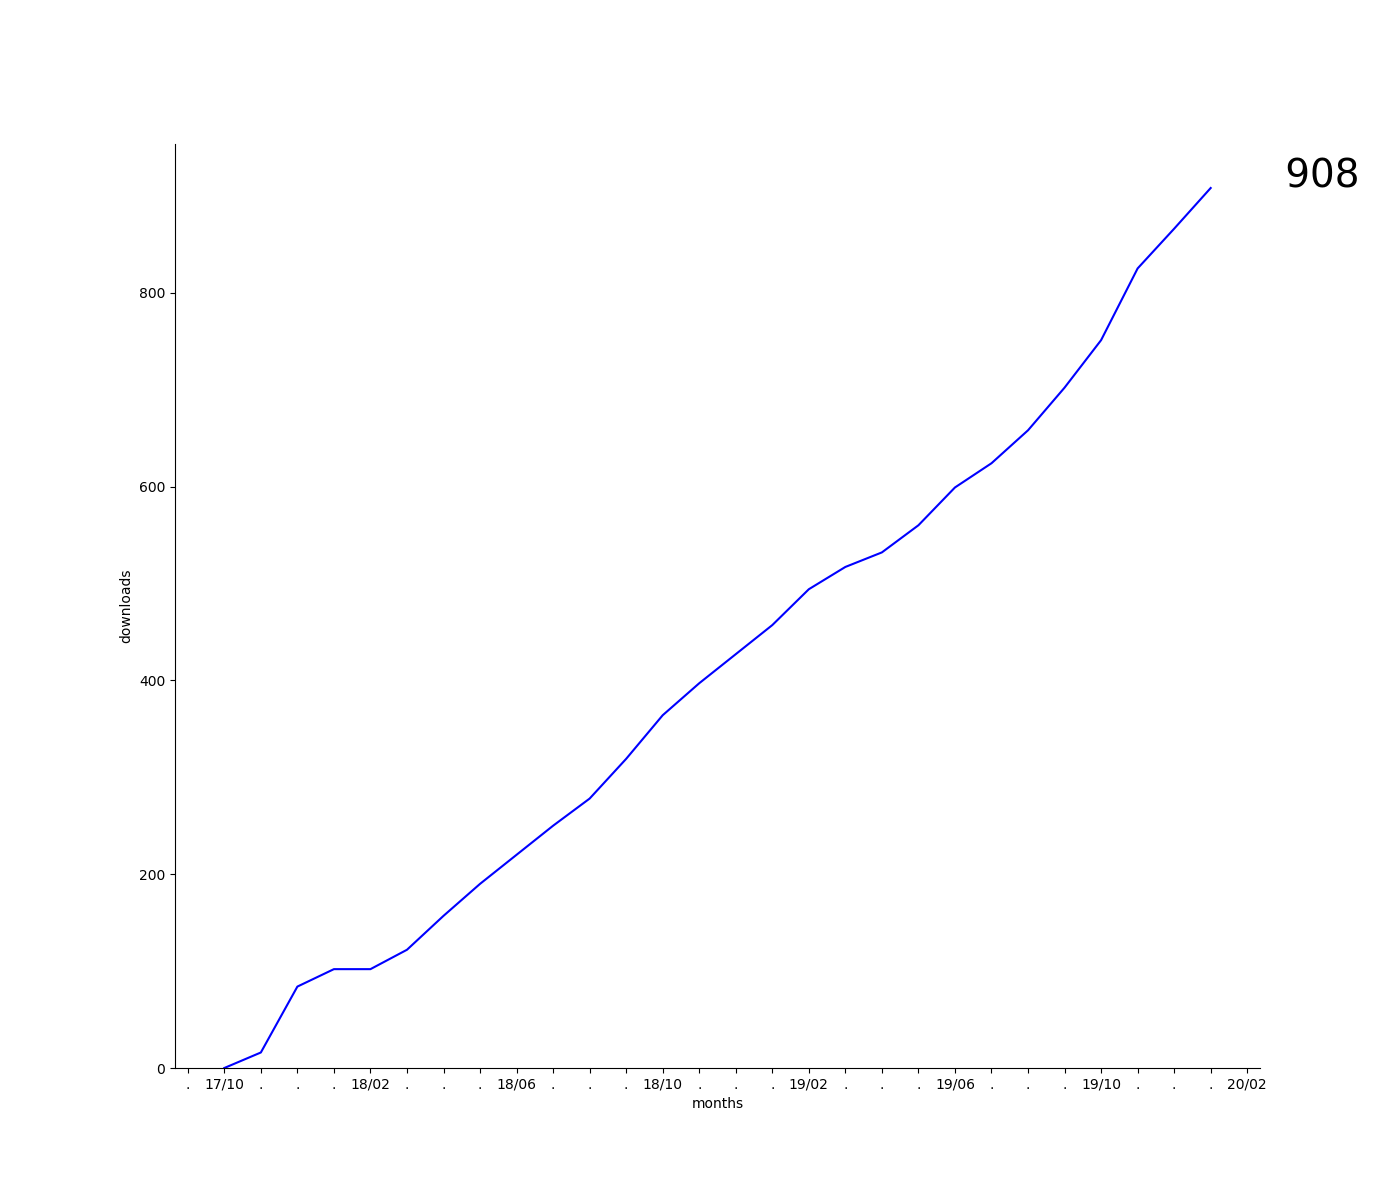 908
800
600
400
200
0
downloads
. 17/10 . . . 18/02 . . . 18/06 . . . 18/10 . . . 19/02 . . . 19/06 . . . 19/10 . . . 20/02
months